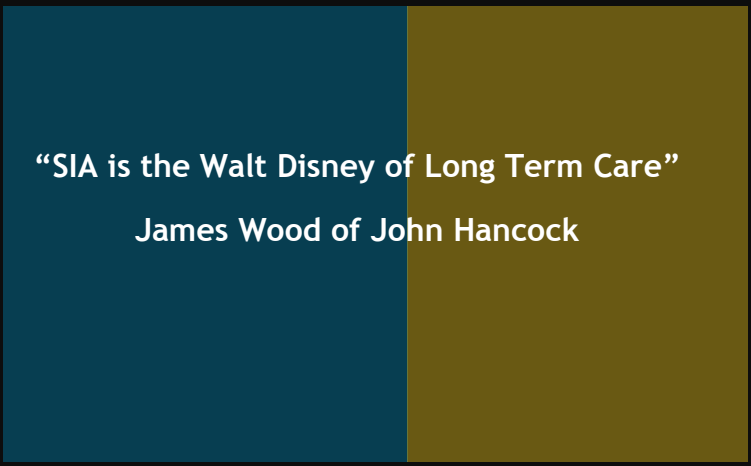 “SIA is the Walt Disney of Long Term Care”
James Wood of John Hancock